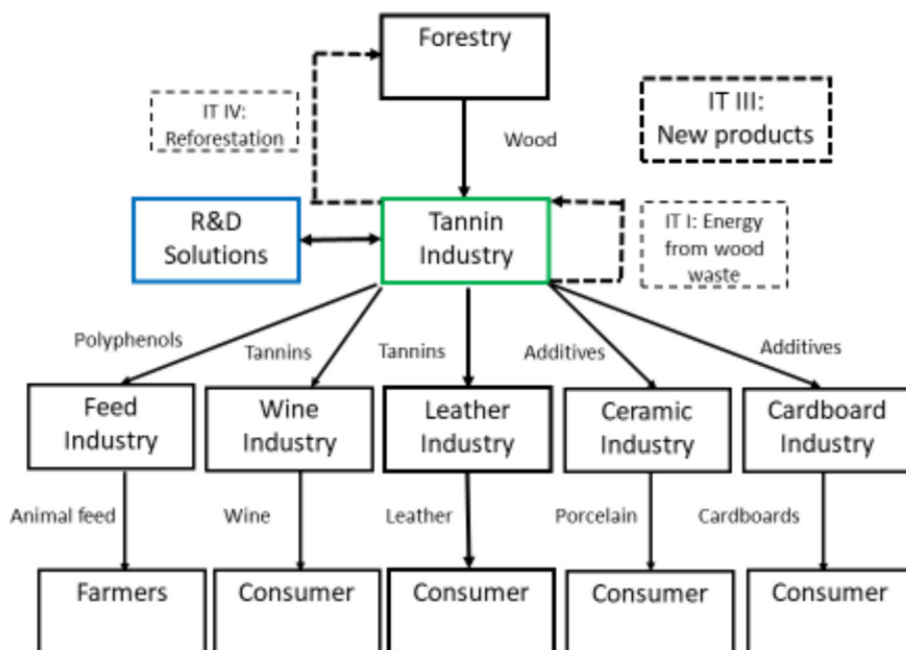 Forestry
IT IV:
Reforestation
IT III:
New products
Wood
R&D
Solutions
Tannin
Industry
IT I: Energy
from wood
waste
Polyphenols
Tannins
Tannins
Additives
Additives
Feed
Industry
Wine
Industry
Leather
Industry
Ceramic
Industry
Cardboard
Industry
Animal feed
Wine
Leather
Porcelain
Cardboards
Farmers
Consumer
Consumer
Consumer
Consumer